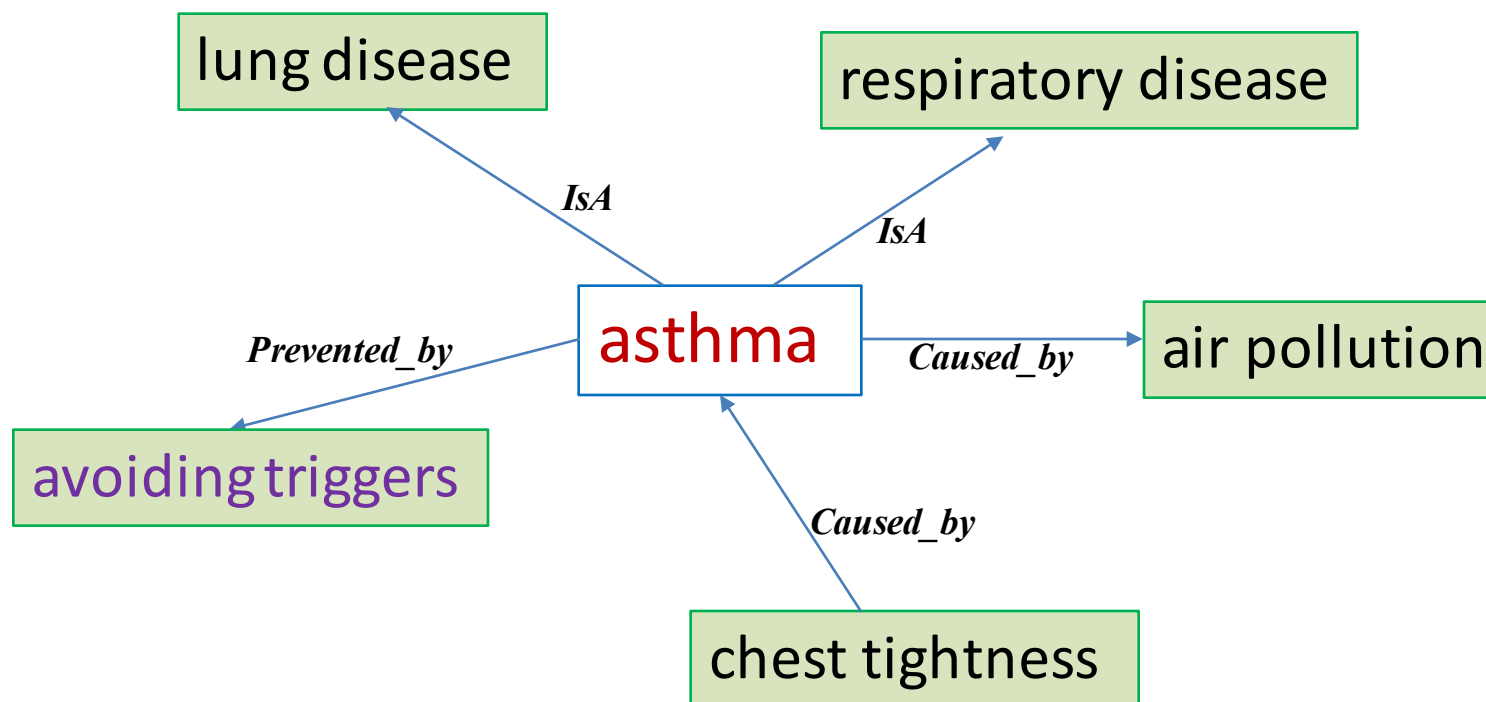 lung disease
respiratory disease
IsA
IsA
asthma
Prevented_by
Caused_by
air pollution
avoiding triggers
Caused_by
chest tightness